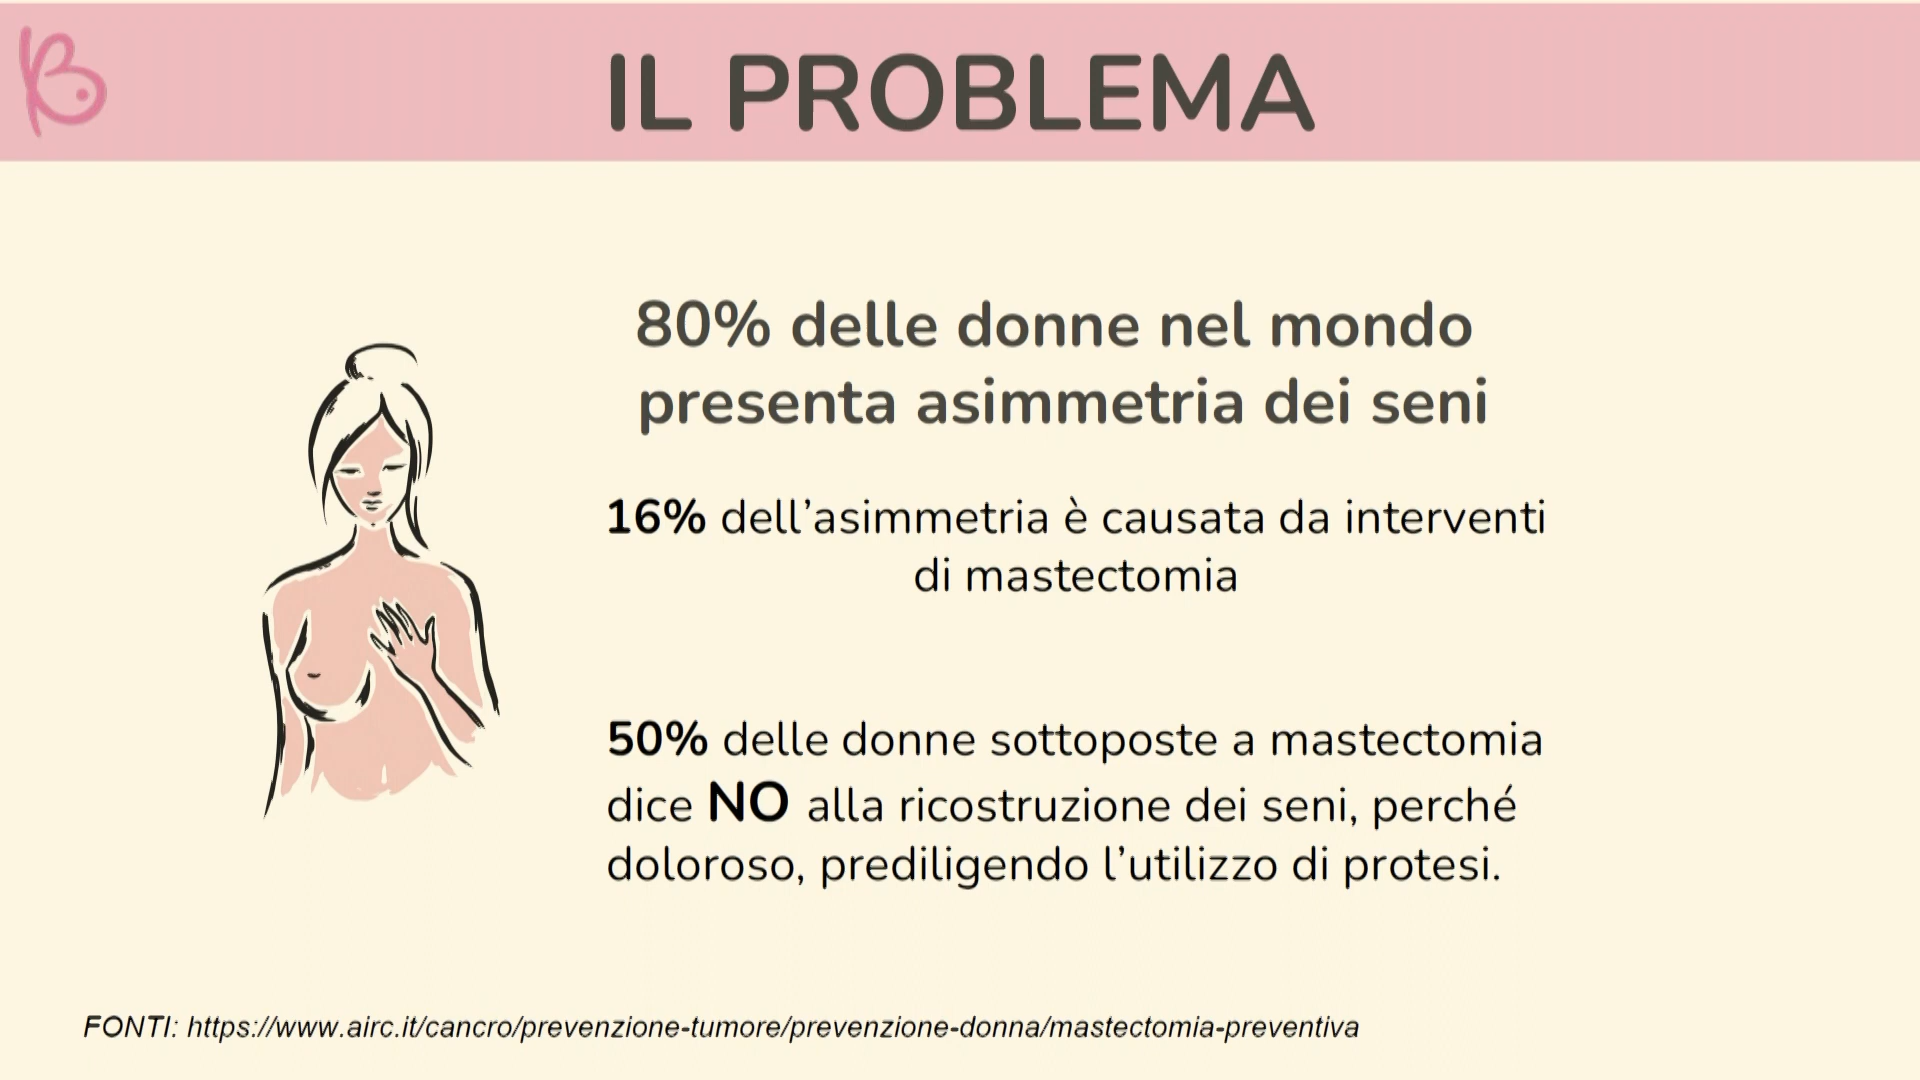 IL PROBLEMA
80% delle donne nel mondo
presenta asimmetria dei seni
16% dell’asimmetria è causata da interventi
di mastectomia
50% delle donne sottoposte a mastectomia
dice NO alla ricostruzione dei seni, perché
doloroso, prediligendo l’utilizzo di protesi.
FONTI: https://www.airc.it/cancro/prevenzione-tumore/prevenzione-donna/mastectomia-preventiva